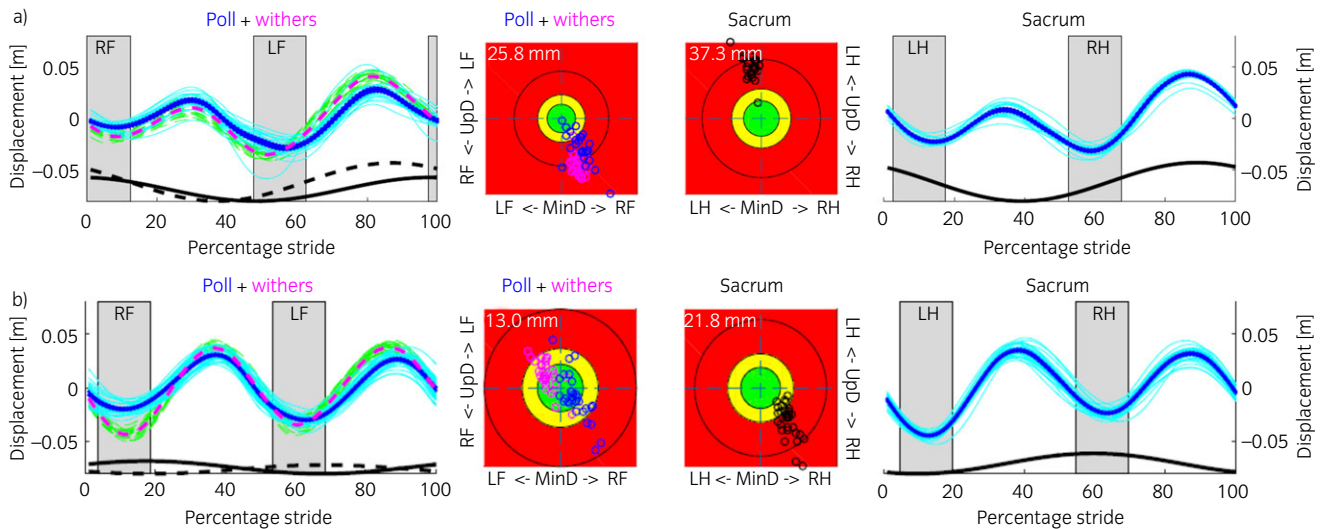 a)
Poll + withers
Poll + withers
Sacrum
Sacrum
Displacement [m]
0.05
0
−0.05
RF
LF
0 20 40 60 80 100
Percentage stride
25.8 mm
RF <- UpD -> LF
LF <- MinD -> RF
37.3 mm
LH <- UpD -> RH
LH <- MinD -> RH
LH
RH
0.05
0
−0.05
Displacement [m]
0 20 40 60 80 100
Percentage stride
b)
Poll + withers
Poll + withers
Sacrum
Sacrum
Displacement [m]
0.05
0
−0.05
RF
LF
0 20 40 60 80 100
Percentage stride
13.0 mm
RF <- UpD -> LF
LF <- MinD -> RF
21.8 mm
LH <- UpD -> RH
LH <- MinD -> RH
LH
RH
0.05
0
−0.05
Displacement [m]
0 20 40 60 80 100
Percentage stride